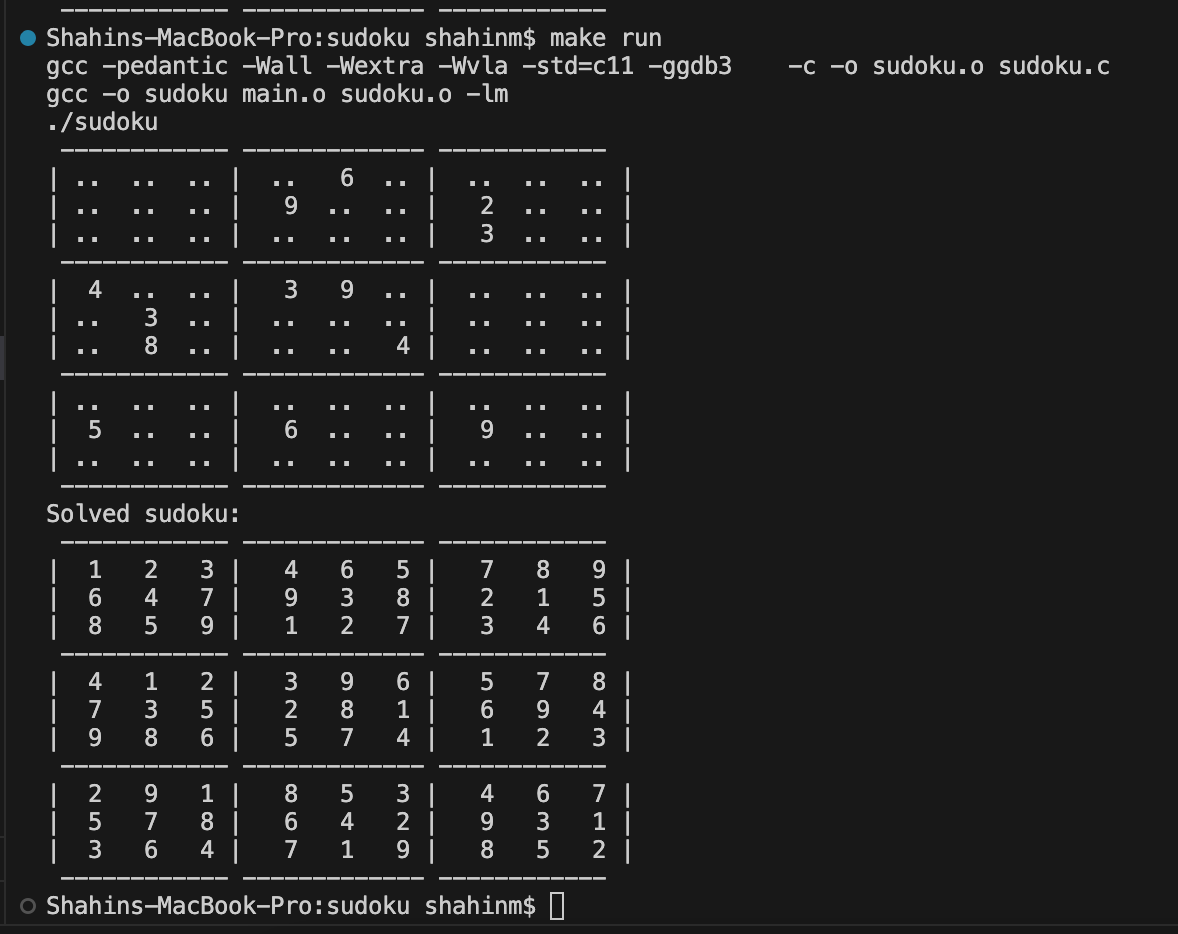 ------------ ------------- ------------
Shahins-MacBook-Pro:sudoku shahinm$ make run
gcc -pedantic -Wall -Wextra -Wvla -std=c11 -ggdb3    -c -o sudoku.o sudoku.c
gcc -o sudoku main.o sudoku.o -lm
./sudoku
 ------------ ------------- ------------
| ..  ..  .. |  ..   6  .. |  ..  ..  .. |
| ..  ..  .. |   9  ..  .. |   2  ..  .. |
| ..  ..  .. |  ..  ..  .. |   3  ..  .. |
 ------------ ------------- ------------
|  4  ..  .. |   3   9  .. |  ..  ..  .. |
| ..   3  .. |  ..  ..  .. |  ..  ..  .. |
| ..   8  .. |  ..  ..   4 |  ..  ..  .. |
 ------------ ------------- ------------
| ..  ..  .. |  ..  ..  .. |  ..  ..  .. |
|  5  ..  .. |   6  ..  .. |   9  ..  .. |
| ..  ..  .. |  ..  ..  .. |  ..  ..  .. |
 ------------ ------------- ------------
Solved sudoku:
 ------------ ------------- ------------
|  1   2   3 |   4   6   5 |   7   8   9 |
|  6   4   7 |   9   3   8 |   2   1   5 |
|  8   5   9 |   1   2   7 |   3   4   6 |
 ------------ ------------- ------------
|  4   1   2 |   3   9   6 |   5   7   8 |
|  7   3   5 |   2   8   1 |   6   9   4 |
|  9   8   6 |   5   7   4 |   1   2   3 |
 ------------ ------------- ------------
|  2   9   1 |   8   5   3 |   4   6   7 |
|  5   7   8 |   6   4   2 |   9   3   1 |
|  3   6   4 |   7   1   9 |   8   5   2 |
 ------------ ------------- ------------
Shahins-MacBook-Pro:sudoku shahinm$